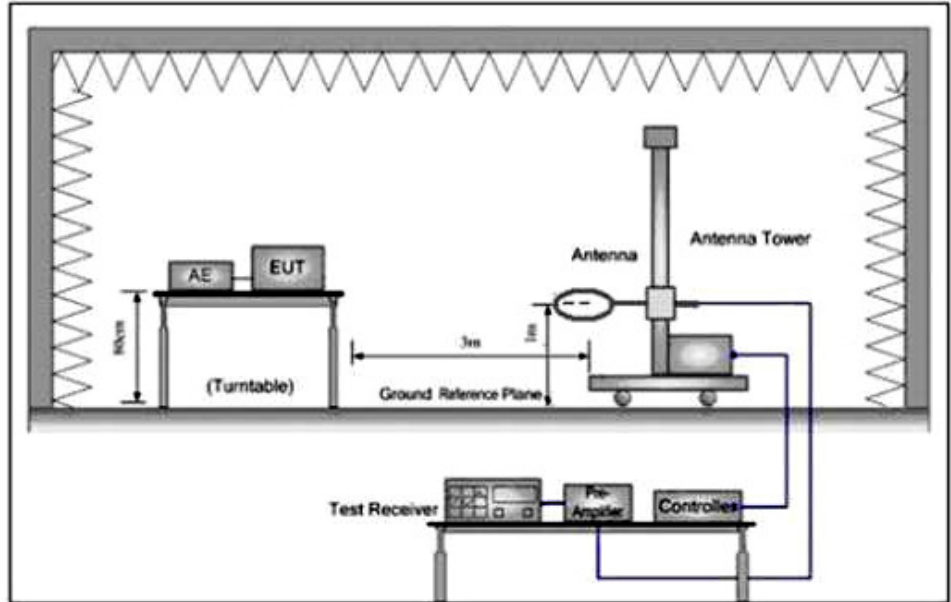 Antenna Tower
Antenna
AE
EUT
80cm
3m
1m
(Turntable)
Ground Reference Plane
Test Receiver
Pre-
Amplifier
Controller